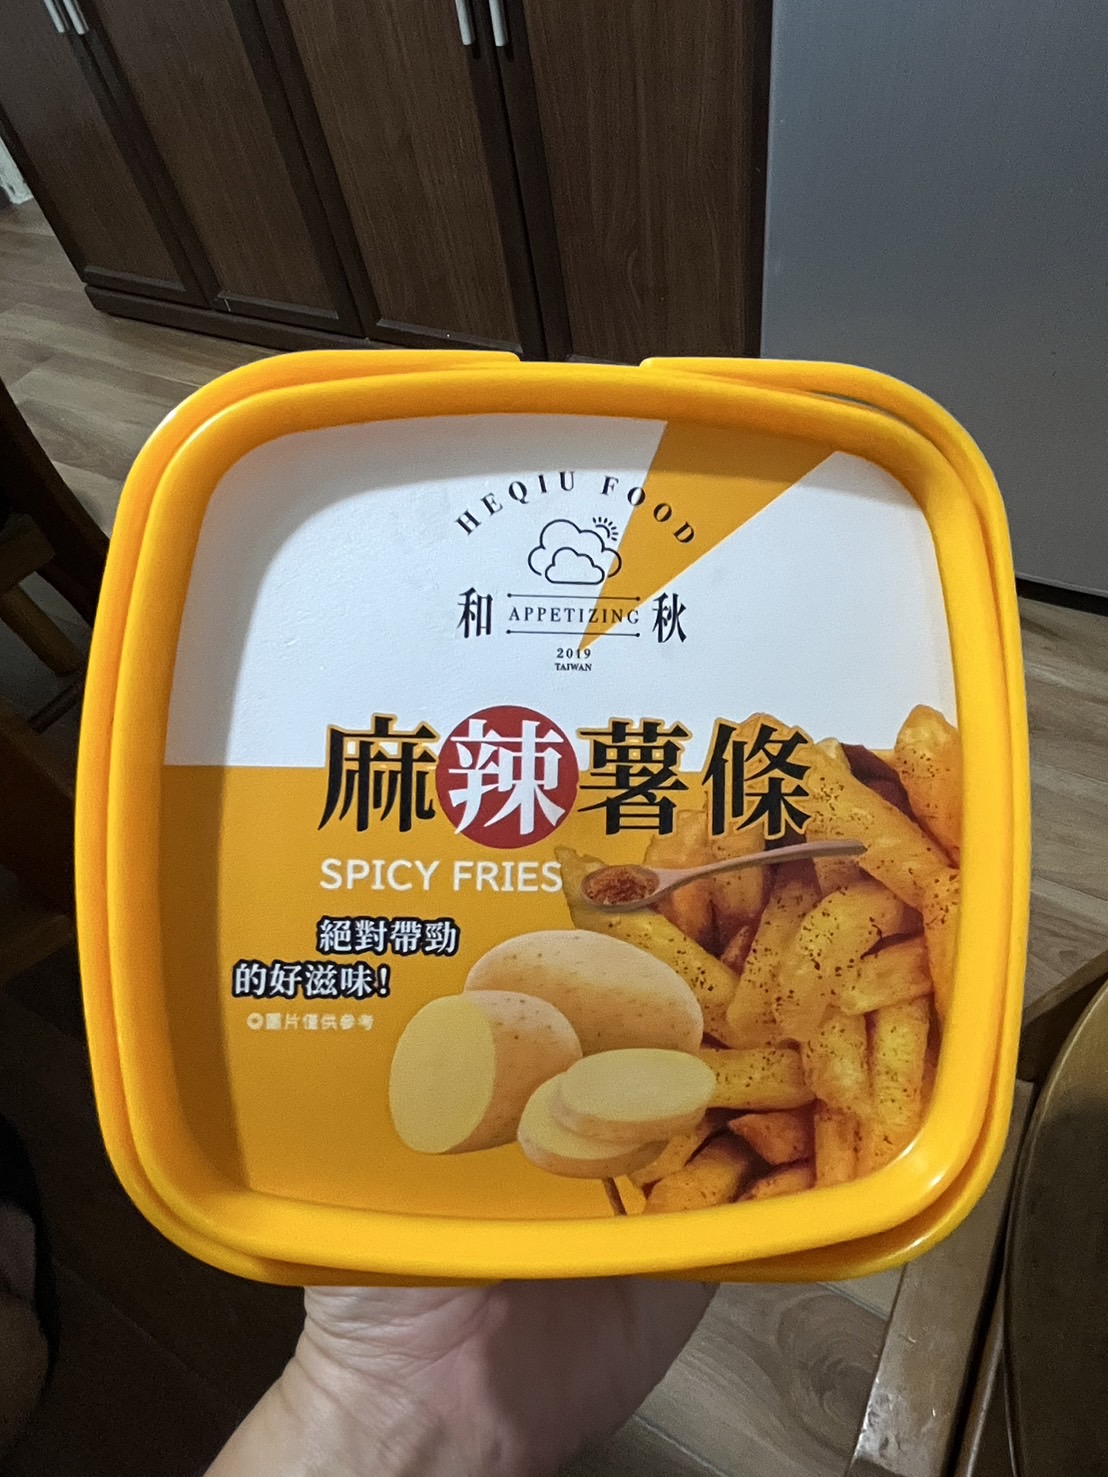 HEQIU FOOD
和 APPETIZING 秋
2019
TAIWAN
麻辣薯條
SPICY FRIES
絕對帶勁
的好滋味!
◎圖片僅供參考